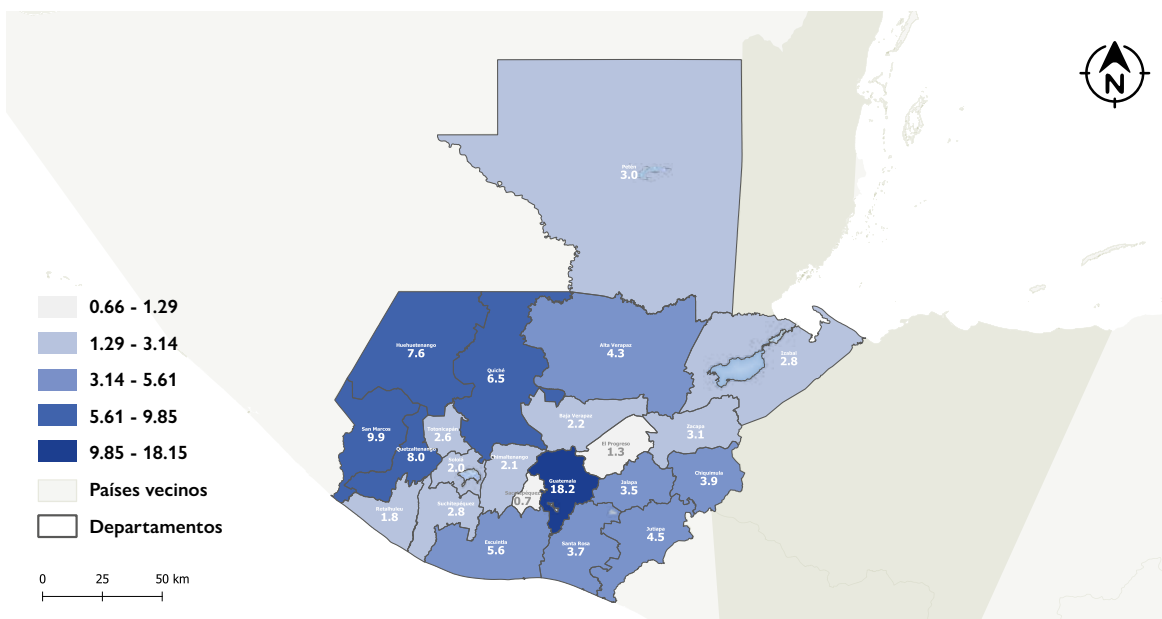 N
Petén
3.0
0.66 - 1.29
1.29 - 3.14
3.14 - 5.61
5.61 - 9.85
9.85 - 18.15
Países vecinos
Departamentos
0 25 50 km
Huehuetenango
7.6
Quiché
6.5
Alta Verapaz
4.3
Izabal
2.8
San Marcos
9.9
Quetzaltenango
8.0
Totonicapán
2.6
Sololá
2.0
Chimaltenango
2.1
Baja Verapaz
2.2
El Progreso
1.3
Zacapa
3.1
Chiquimula
3.9
Guatemala
18.2
Jalapa
3.5
Sacatepéquez
0.7
Retalhuleu
1.8
Suchitepéquez
2.8
Escuintla
5.6
Santa Rosa
3.7
Jutiapa
4.5